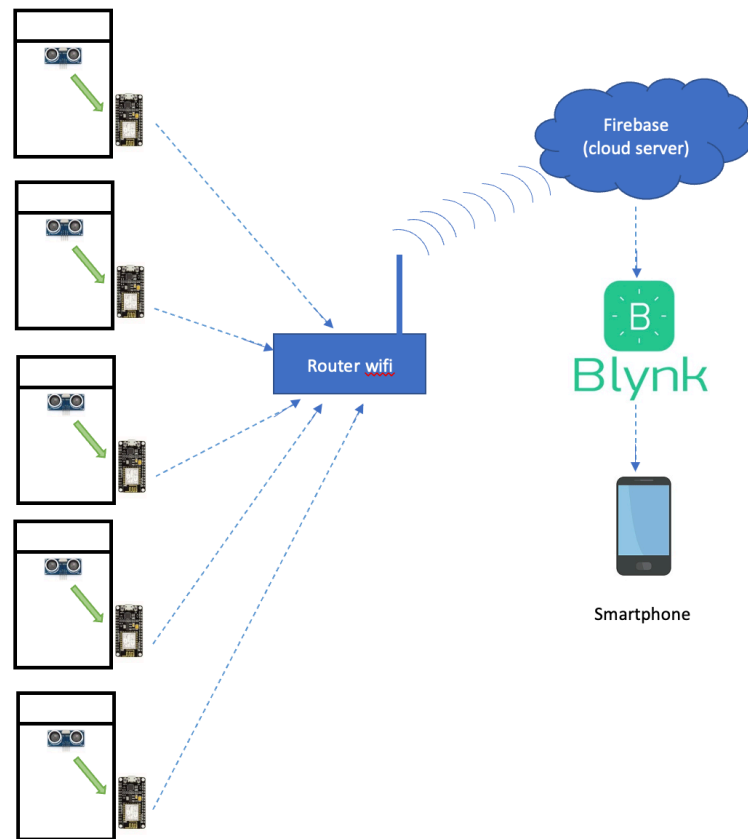 Firebase
(cloud server)
B
Router wifi
Blynk
Smartphone